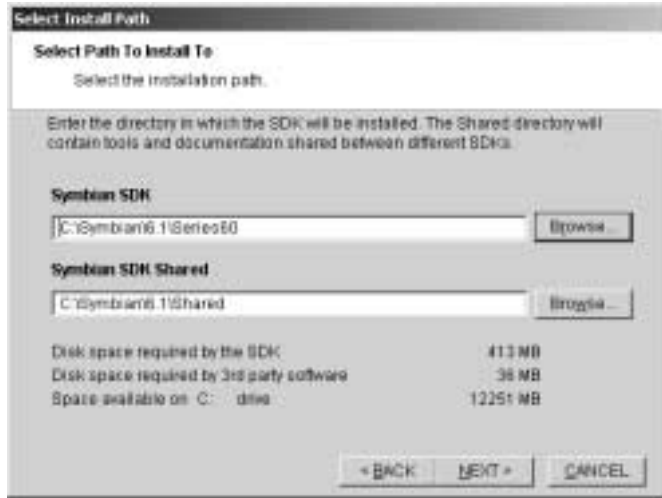 Select Install Path
Select Path To Install To
Select the installation path.
Enter the directory in which the SDK will be installed. The Shared directory will
contain tools and documentation shared between different SDKs.
Symbian SDK
C:\Symbian\6.1\Series60
Browse...
Symbian SDK Shared
C:\Symbian\6.1\Shared
Browse...
Disk space required by the SDK 413 MB
Disk space required by 3rd party software 36 MB
Space available on C: drive 12251 MB
< BACK NEXT > CANCEL